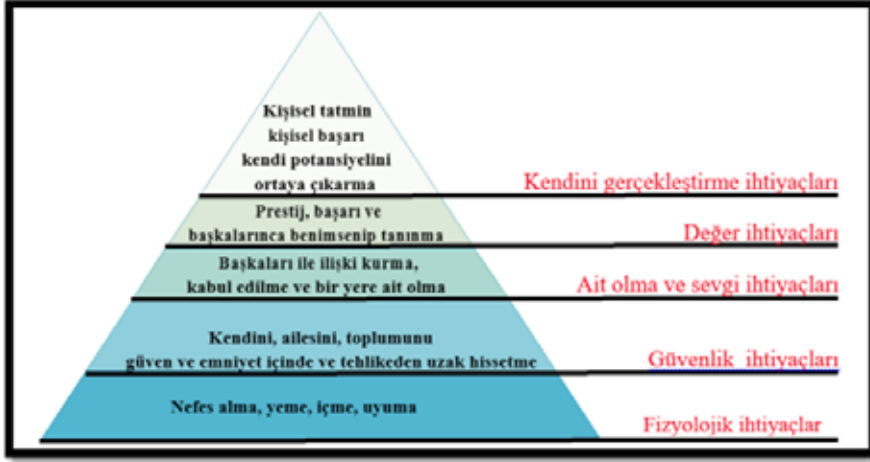 Kişisel tatmin
kişisel başarı
kendi potansiyelini
ortaya çıkarma
Kendini gerçekleştirme ihtiyaçları
Prestij, başarı ve
başkalarınca benimsenip tanınma
Değer ihtiyaçları
Başkaları ile ilişki kurma,
kabul edilme ve bir yere ait olma
Ait olma ve sevgi ihtiyaçları
Kendini, ailesini, toplumunu
güven ve emniyet içinde ve tehlikeden uzak hissetme
Güvenlik ihtiyaçları
Nefes alma, yeme, içme, uyuma
Fizyolojik ihtiyaçlar